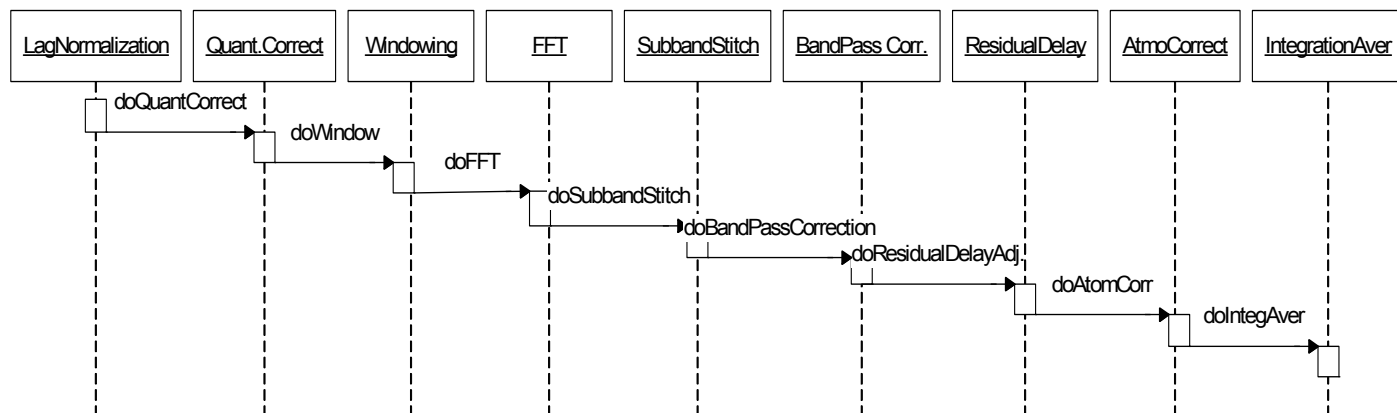 LagNormalization
Quant.Correct
Windowing
FFT
SubbandStitch
BandPass Corr.
ResidualDelay
AtmoCorrect
IntegrationAver
doQuantCorrect
doWindow
doFFT
doSubbandStitch
doBandPassCorrection
doResidualDelayAdj.
doAtomCorr
doIntegAver